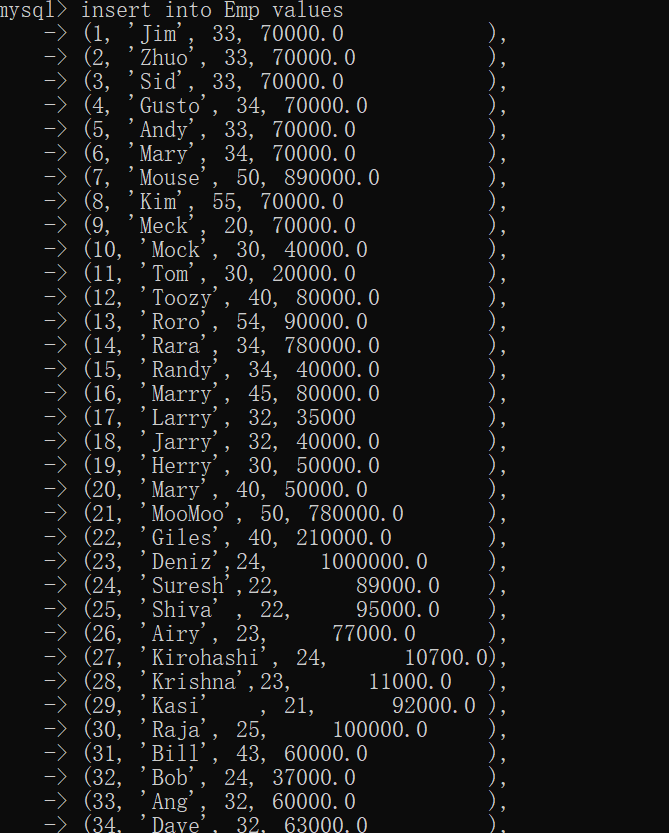 mysql> insert into Emp values
    -> (1, 'Jim', 33, 70000.0            ),
    -> (2, 'Zhuo', 33, 70000.0           ),
    -> (3, 'Sid', 33, 70000.0            ),
    -> (4, 'Gusto', 34, 70000.0          ),
    -> (5, 'Andy', 33, 70000.0           ),
    -> (6, 'Mary', 34, 70000.0           ),
    -> (7, 'Mouse', 50, 890000.0         ),
    -> (8, 'Kim', 55, 70000.0            ),
    -> (9, 'Meck', 20, 70000.0           ),
    -> (10, 'Mock', 30, 40000.0          ),
    -> (11, 'Tom', 30, 20000.0           ),
    -> (12, 'Toozy', 40, 80000.0         ),
    -> (13, 'Roro', 54, 90000.0          ),
    -> (14, 'Rara', 34, 780000.0         ),
    -> (15, 'Randy', 34, 40000.0         ),
    -> (16, 'Marry', 45, 80000.0         ),
    -> (17, 'Larry', 32, 35000           ),
    -> (18, 'Jarry', 32, 40000.0         ),
    -> (19, 'Herry', 30, 50000.0         ),
    -> (20, 'Mary', 40, 50000.0          ),
    -> (21, 'MooMoo', 50, 780000.0       ),
    -> (22, 'Giles', 40, 210000.0        ),
    -> (23, 'Deniz',24,     1000000.0     ),
    -> (24, 'Suresh',22,       89000.0    ),
    -> (25, 'Shiva' , 22,      95000.0    ),
    -> (26, 'Airy', 23,      77000.0      ),
    -> (27, 'Kirohashi', 24,       10700.0),
    -> (28, 'Krishna',23,      11000.0   ),
    -> (29, 'Kasi'    , 21,      92000.0 ),
    -> (30, 'Raja', 25,     100000.0     ),
    -> (31, 'Bill', 43, 60000.0          ),
    -> (32, 'Bob', 24, 37000.0           ),
    -> (33, 'Ang', 32, 60000.0           ),
    -> (34, 'Dave', 32, 63000.0          ),